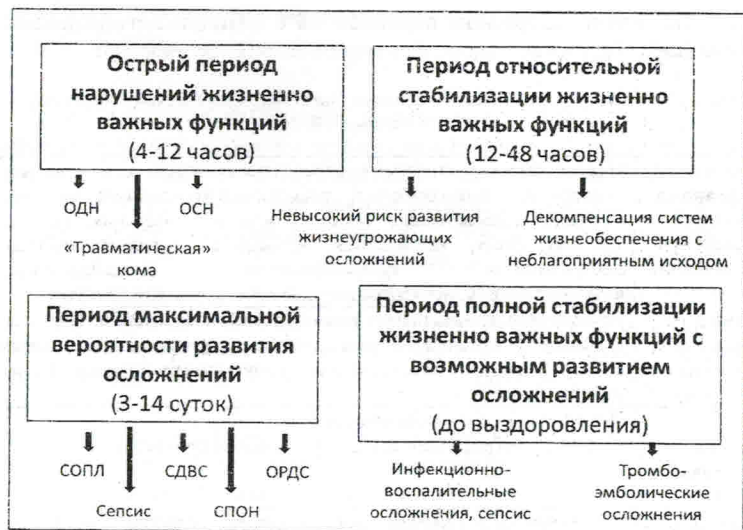 Острый период
нарушений жизненно
важных функций
(4-12 часов)
ОДН
ОСН
«Травматическая»
кома
Период относительной
стабилизации жизненно
важных функций
(12-48 часов)
Невысокий риск развития
жизнеугрожающих
осложнений
Декомпенсация систем
жизнеобеспечения с
неблагоприятным исходом
Период максимальной
вероятности развития
осложнений
(3-14 суток)
СОПЛ
СДВС
ОРДС
Сепсис
СПОН
Период полной стабилизации
жизненно важных функций с
возможным развитием
осложнений
(до выздоровления)
Инфекционно-
воспалительные
осложнения, сепсис
Тромбо-
эмболические
осложнения